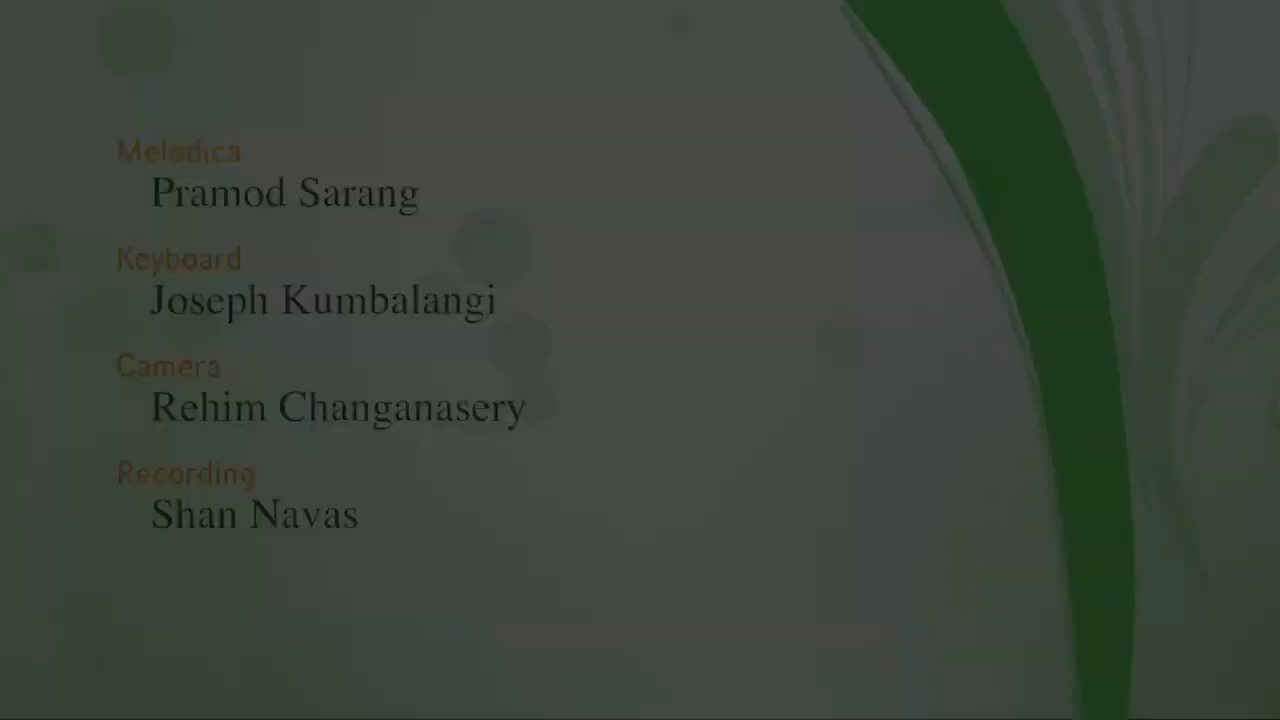 Melodica
Pramod Sarang
Keyboard
Joseph Kumbalangi
Camera
Rehim Changanasery
Recording
Shan Navas